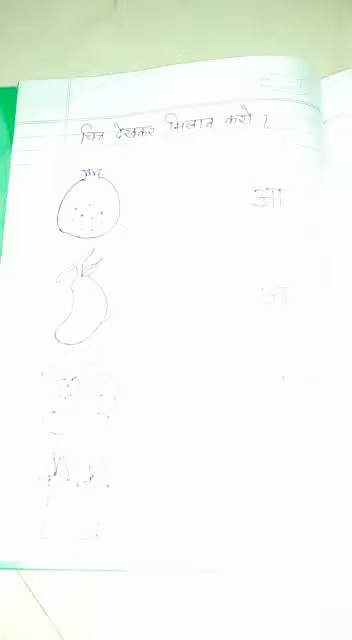 चित्र देखकर मिलान करो ?
आ